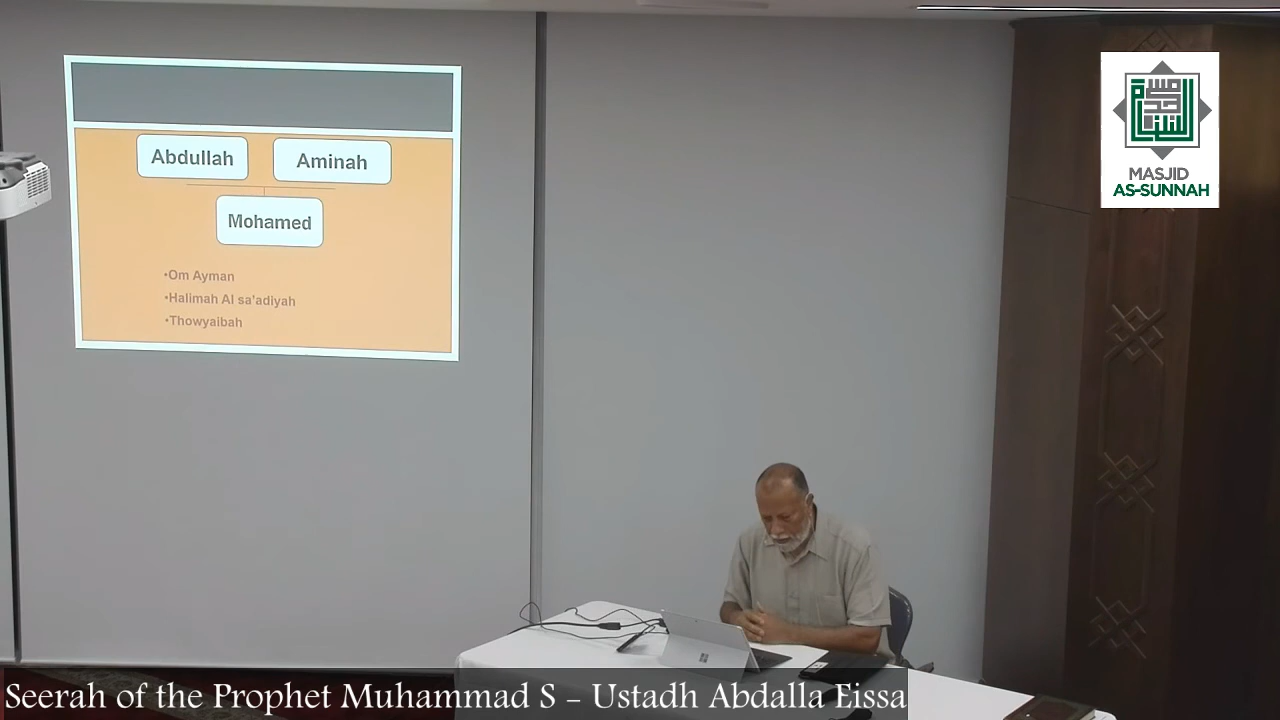 Abdullah
Aminah
Mohamed
•Om Ayman
•Halimah Al sa'adiyah
•Thowyaibah
MASJID
AS-SUNNAH
Seerah of the Prophet Muhammad S - Ustadh Abdalla Eissa